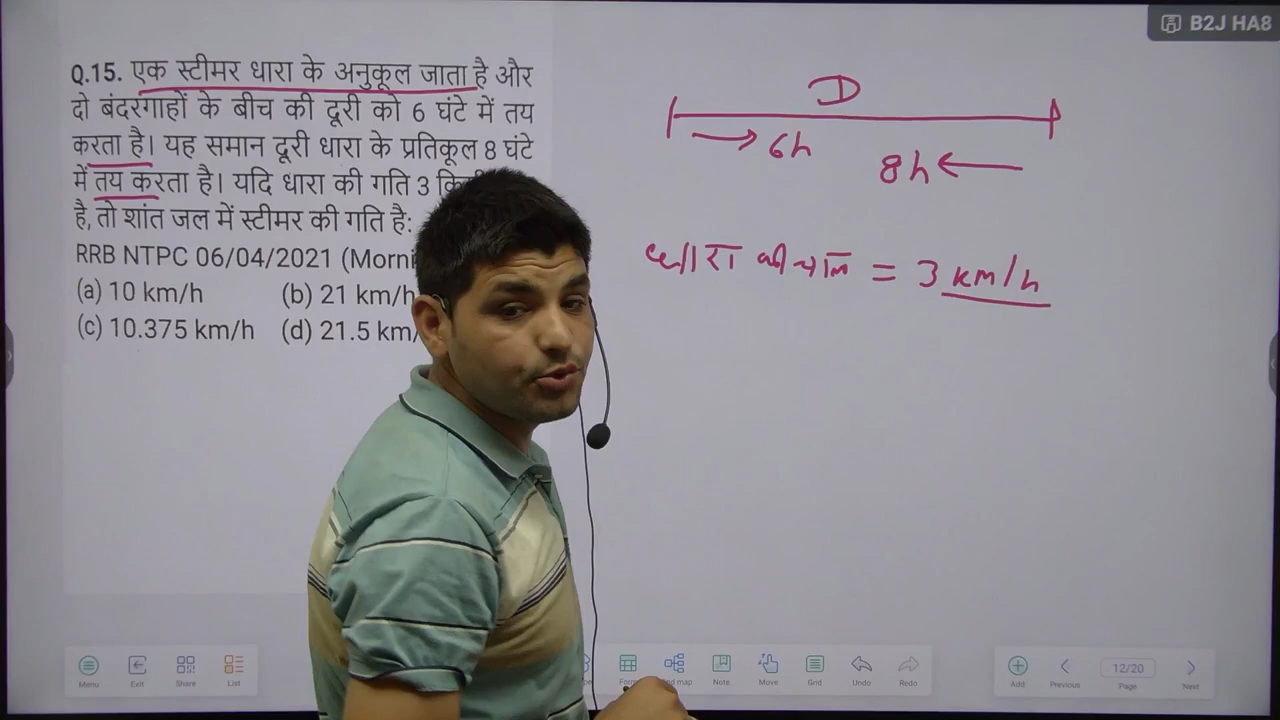 B2J HA8
Q.15. एक स्टीमर धारा के अनुकूल जाता है और
दो बंदरगाहों के बीच की दूरी को 6 घंटे में तय
करता है। यह समान दूरी धारा के प्रतिकूल 8 घंटे
में तय करता है। यदि धारा की गति 3
है, तो शांत जल में स्टीमर की गति है:
RRB NTPC 06/04/2021 (Morni
(a) 10 km/h (b) 21 km/h
(c) 10.375 km/h (d) 21.5 km/
D
6h
8h
धारा की चाल = 3 km/h
Menu Exit Share List
Note Move Grid Undo Redo
Add Previous 12/20 Page Next